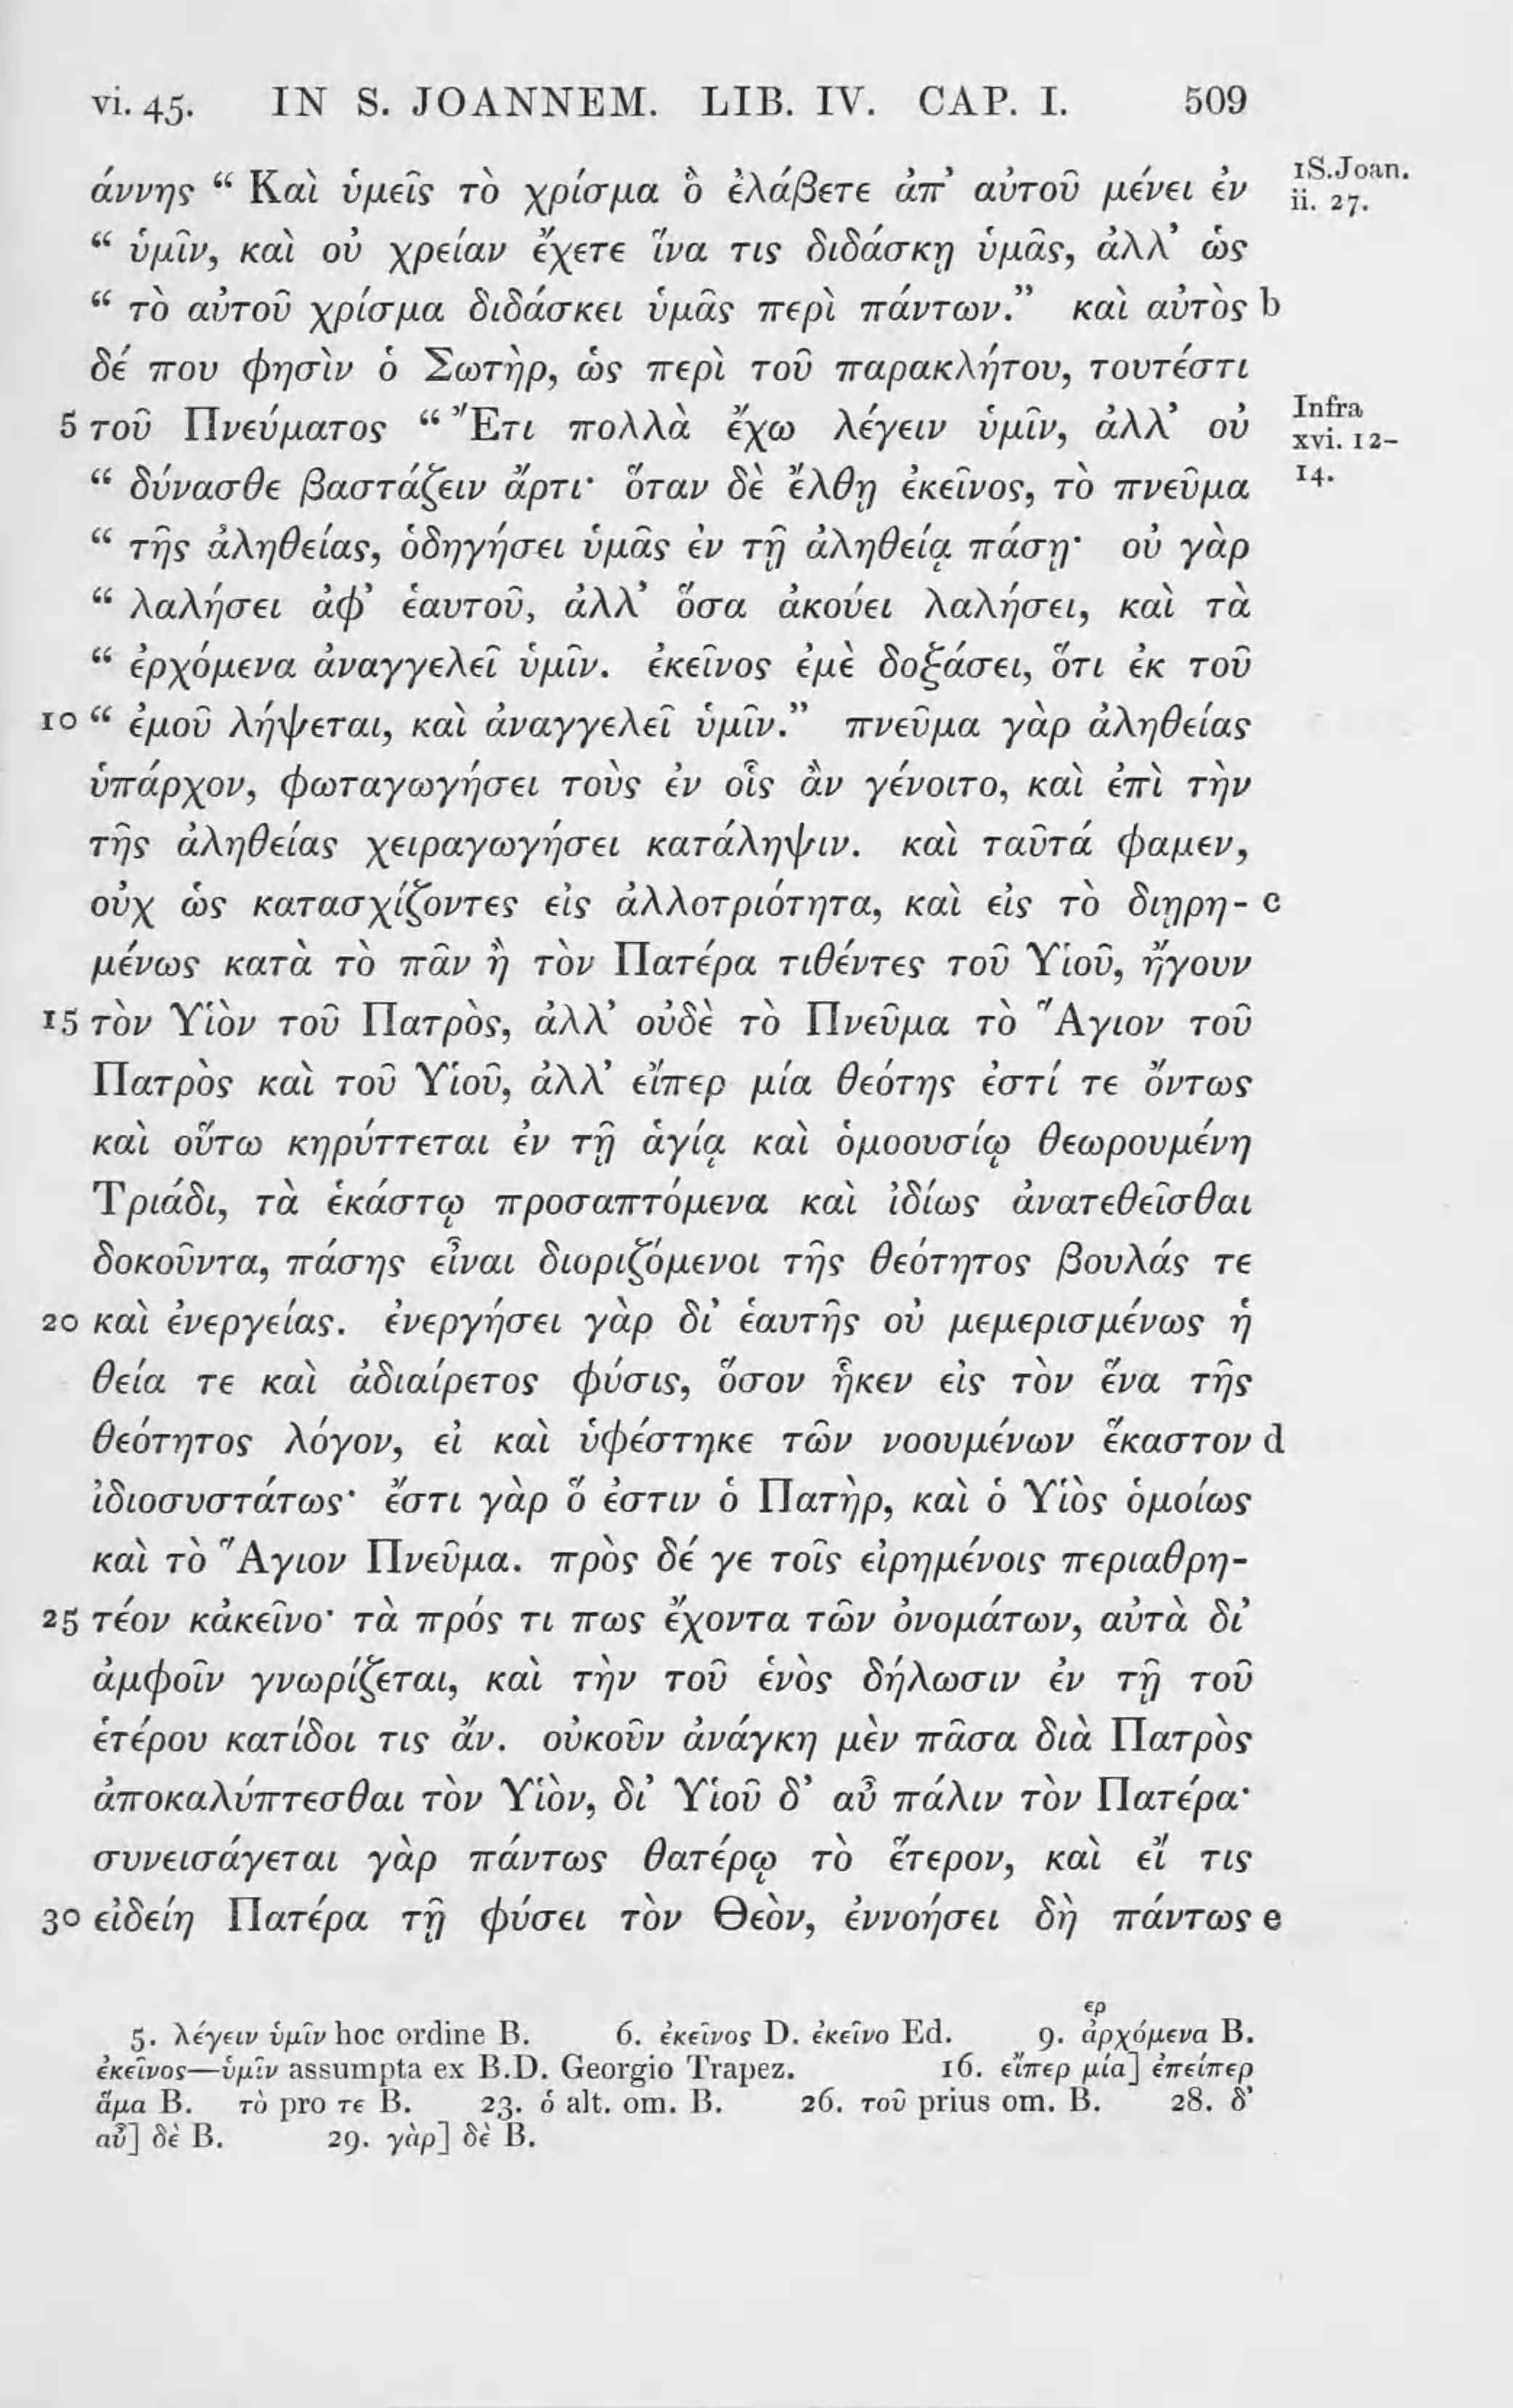 vi. 45. IN S. JOANNEM. LIB. IV. CAP. I. 509
άννης “ Καὶ ὑμεῖς τὸ χρίσμα ὃ ἐλάβετε ἀπ’ αὐτοῦ μένει ἐν 1S.Joan. ii. 27.
“ ὑμῖν, καὶ οὐ χρείαν ἔχετε ἵνα τις διδάσκῃ ὑμᾶς, ἀλλ’ ὡς
“ τὸ αὐτοῦ χρίσμα διδάσκει ὑμᾶς περὶ πάντων.” καὶ αὐτὸς b
δέ που φησὶν ὁ Σωτὴρ, ὡς περὶ τοῦ παρακλήτου, τουτέστι
5 τοῦ Πνεύματος “ Ἔτι πολλὰ ἔχω λέγειν ὑμῖν, ἀλλ’ οὐ Infra xvi. 12-14.
“ δύνασθε βαστάζειν ἄρτι· ὅταν δὲ ἔλθῃ ἐκεῖνος, τὸ πνεῦμα
“ τῆς ἀληθείας, ὁδηγήσει ὑμᾶς ἐν τῇ ἀληθείᾳ πάσῃ· οὐ γὰρ
“ λαλήσει ἀφ’ ἑαυτοῦ, ἀλλ’ ὅσα ἀκούει λαλήσει, καὶ τὰ
“ ἐρχόμενα ἀναγγελεῖ ὑμῖν. ἐκεῖνος ἐμὲ δοξάσει, ὅτι ἐκ τοῦ
10 “ ἐμοῦ λήψεται, καὶ ἀναγγελεῖ ὑμῖν.” πνεῦμα γὰρ ἀληθείας
ὑπάρχον, φωταγωγήσει τοὺς ἐν οἷς ἂν γένοιτο, καὶ ἐπὶ τὴν
τῆς ἀληθείας χειραγωγήσει κατάληψιν. καὶ ταῦτά φαμεν,
οὐχ ὡς κατασχίζοντες εἰς ἀλλοτριότητα, καὶ εἰς τὸ διῃρη- c
μένως κατὰ τὸ πᾶν ἢ τὸν Πατέρα τιθέντες τοῦ Υἱοῦ, ἤγουν
15 τὸν Υἱὸν τοῦ Πατρὸς, ἀλλ’ οὐδὲ τὸ Πνεῦμα τὸ Ἅγιον τοῦ
Πατρὸς καὶ τοῦ Υἱοῦ, ἀλλ’ εἴπερ μία θεότης ἐστί τε ὄντως
καὶ οὕτω κηρύττεται ἐν τῇ ἁγίᾳ καὶ ὁμοουσίῳ θεωρουμένη
Τριάδι, τὰ ἑκάστῳ προσαπτόμενα καὶ ἰδίως ἀνατεθεῖσθαι
δοκοῦντα, πάσης εἶναι διοριζόμενοι τῆς θεότητος βουλάς τε
20 καὶ ἐνεργείας. ἐνεργήσει γὰρ δι’ ἑαυτῆς οὐ μεμερισμένως ἡ
θεία τε καὶ ἀδιαίρετος φύσις, ὅσον ἧκεν εἰς τὸν ἕνα τῆς
θεότητος λόγον, εἰ καὶ ὑφέστηκε τῶν νοουμένων ἕκαστον d
ἰδιοσυστάτως· ἔστι γὰρ ὅ ἐστιν ὁ Πατὴρ, καὶ ὁ Υἱὸς ὁμοίως
καὶ τὸ Ἅγιον Πνεῦμα. πρὸς δέ γε τοῖς εἰρημένοις περιαθρη-
25 τέον κἀκεῖνο· τὰ πρός τι πως ἔχοντα τῶν ὀνομάτων, αὐτὰ δι’
ἀμφοῖν γνωρίζεται, καὶ τὴν τοῦ ἑνὸς δήλωσιν ἐν τῇ τοῦ
ἑτέρου κατίδοι τις ἄν. οὐκοῦν ἀνάγκη μὲν πᾶσα διὰ Πατρὸς
ἀποκαλύπτεσθαι τὸν Υἱὸν, δι’ Υἱοῦ δ’ αὖ πάλιν τὸν Πατέρα·
συνεισάγεται γὰρ πάντως θατέρῳ τὸ ἕτερον, καὶ εἴ τις
30 εἰδείη Πατέρα τῇ φύσει τὸν Θεὸν, ἐννοήσει δὴ πάντως e
5. λέγειν ὑμῖν hoc ordine B. 6. ἐκεῖνος D. ἐκεῖνο Ed. 9. ἀρχόμενα B. ερ
ἐκεῖνος—ὑμῖν assumpta ex B.D. Georgio Trapez. 16. εἴπερ μία] ἐπείπερ
ἅμα B. τὸ pro τε B. 23. ὁ alt. om. B. 26. τοῦ prius om. B. 28. δ’
αὖ] δὲ B. 29. γὰρ] δὲ B.